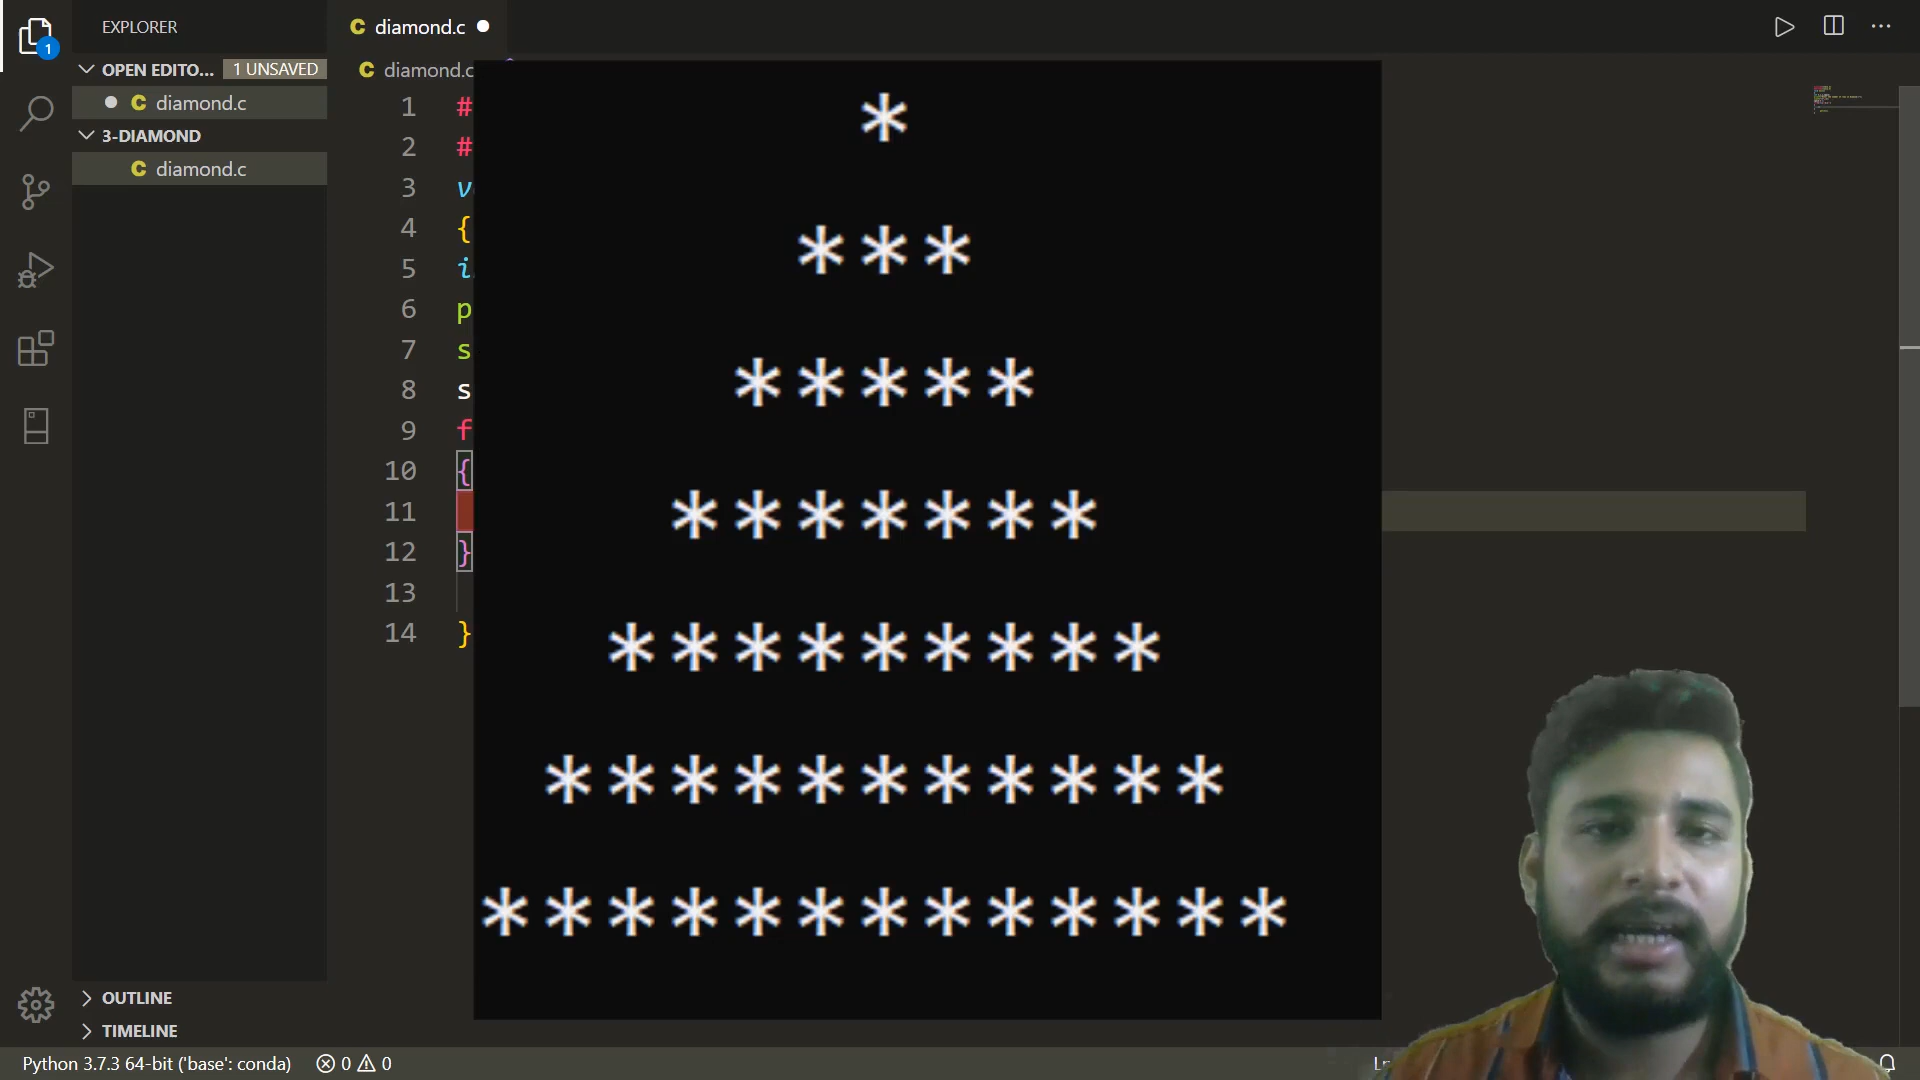 EXPLORER
OPEN EDITO... 1 UNSAVED
diamond.c
3-DIAMOND
diamond.c
OUTLINE
TIMELINE
1
diamond.c
diamond.c
1 #
2 #
3 v
4 {
5 i
6 p
7 s
8 s
9 f
10 {
11
12 }
13
14 }
*
***
*****
*******
*********
***********
*************
Python 3.7.3 64-bit ('base': conda) 0 0